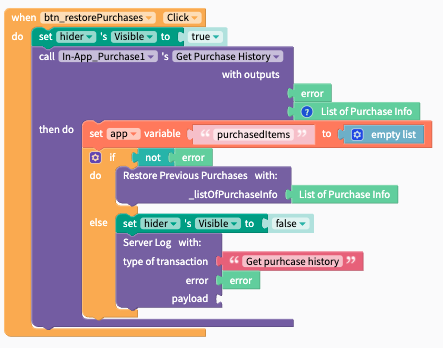 when btn_restorePurchases Click
do set hider 's Visible to true
call In-App_Purchase1 's Get Purchase History
with outputs
error
? List of Purchase Info
then do set app variable “ purchasedItems ” to empty list
if not error
do Restore Previous Purchases with:
_listOfPurchaseInfo List of Purchase Info
else set hider 's Visible to false
Server Log with:
type of transaction “ Get purhcase history ”
error error
payload